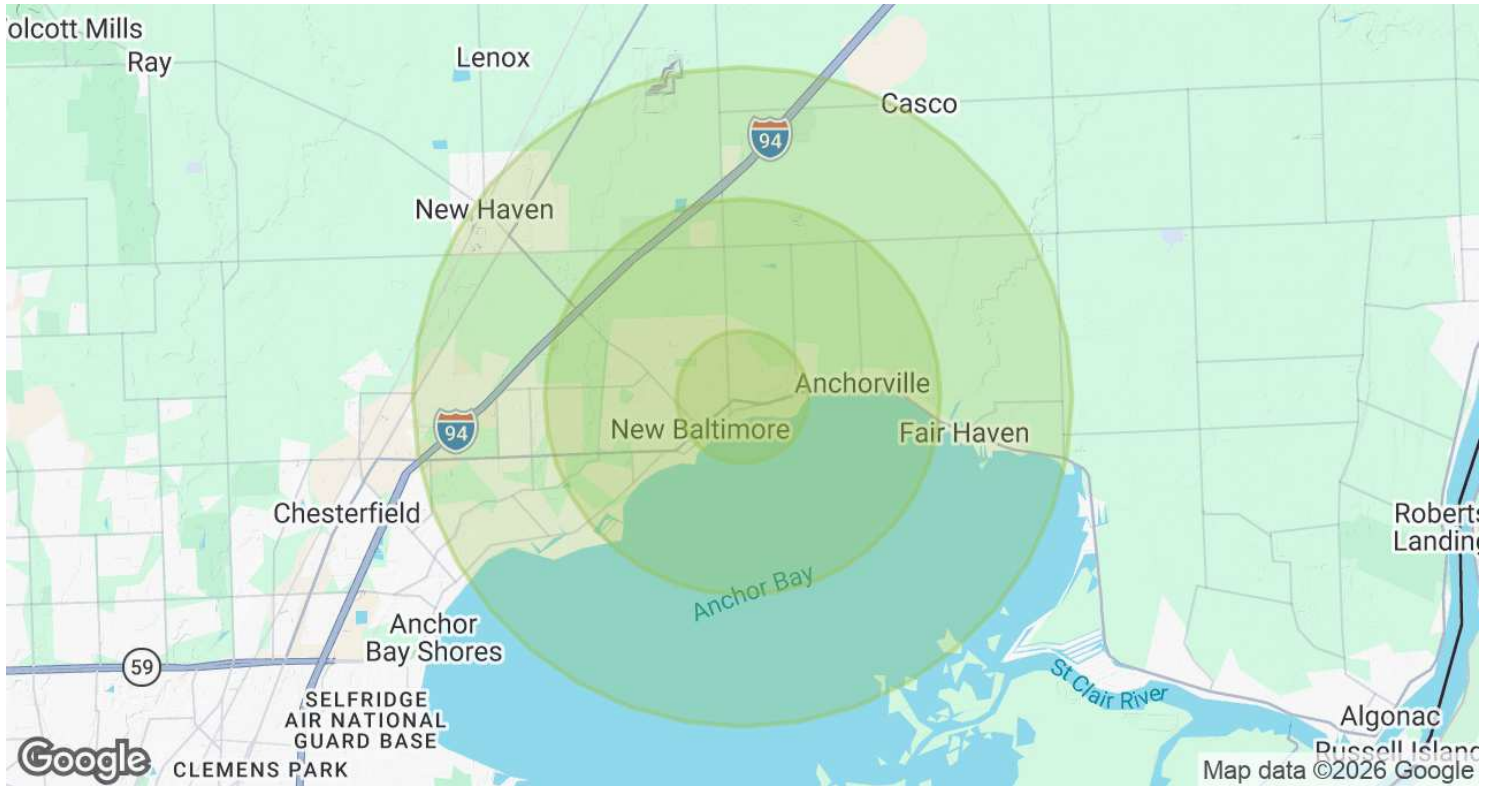 olcott Mills
Ray
Lenox
Casco
94
New Haven
Anchorville
New Baltimore
Fair Haven
94
Chesterfield
Roberts
Landing
Anchor Bay
Anchor
Bay Shores
59
St Clair River
SELFRIDGE
AIR NATIONAL
GUARD BASE
Algonac
Russell Island
Google
CLEMENS PARK
Map data ©2026 Google